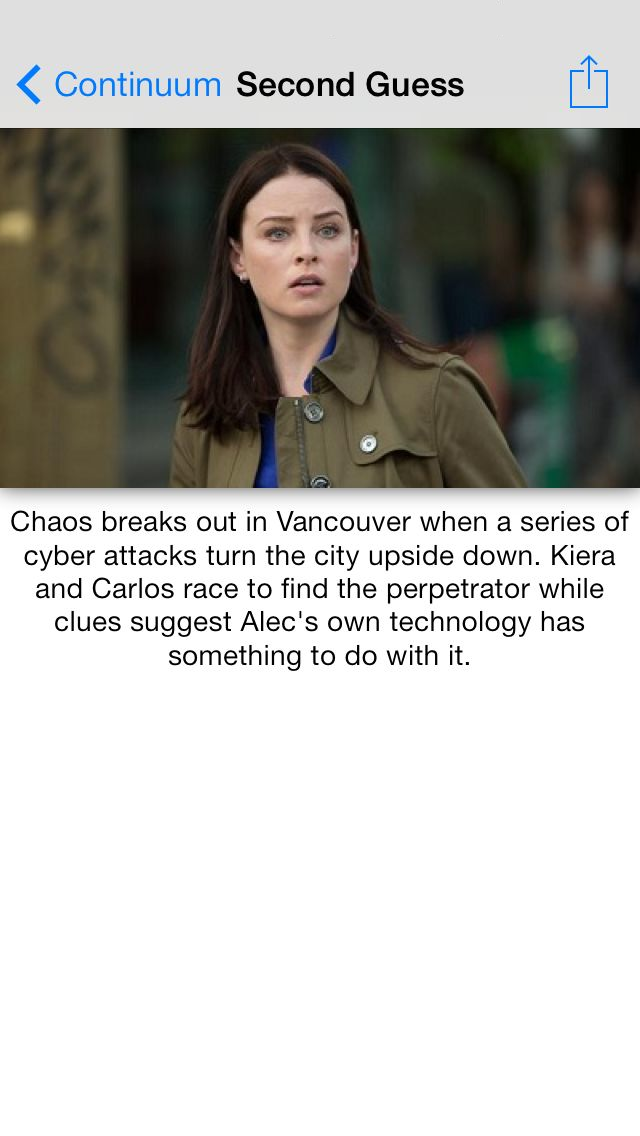 Continuum Second Guess
Chaos breaks out in Vancouver when a series of
cyber attacks turn the city upside down. Kiera
and Carlos race to find the perpetrator while
clues suggest Alec's own technology has
something to do with it.